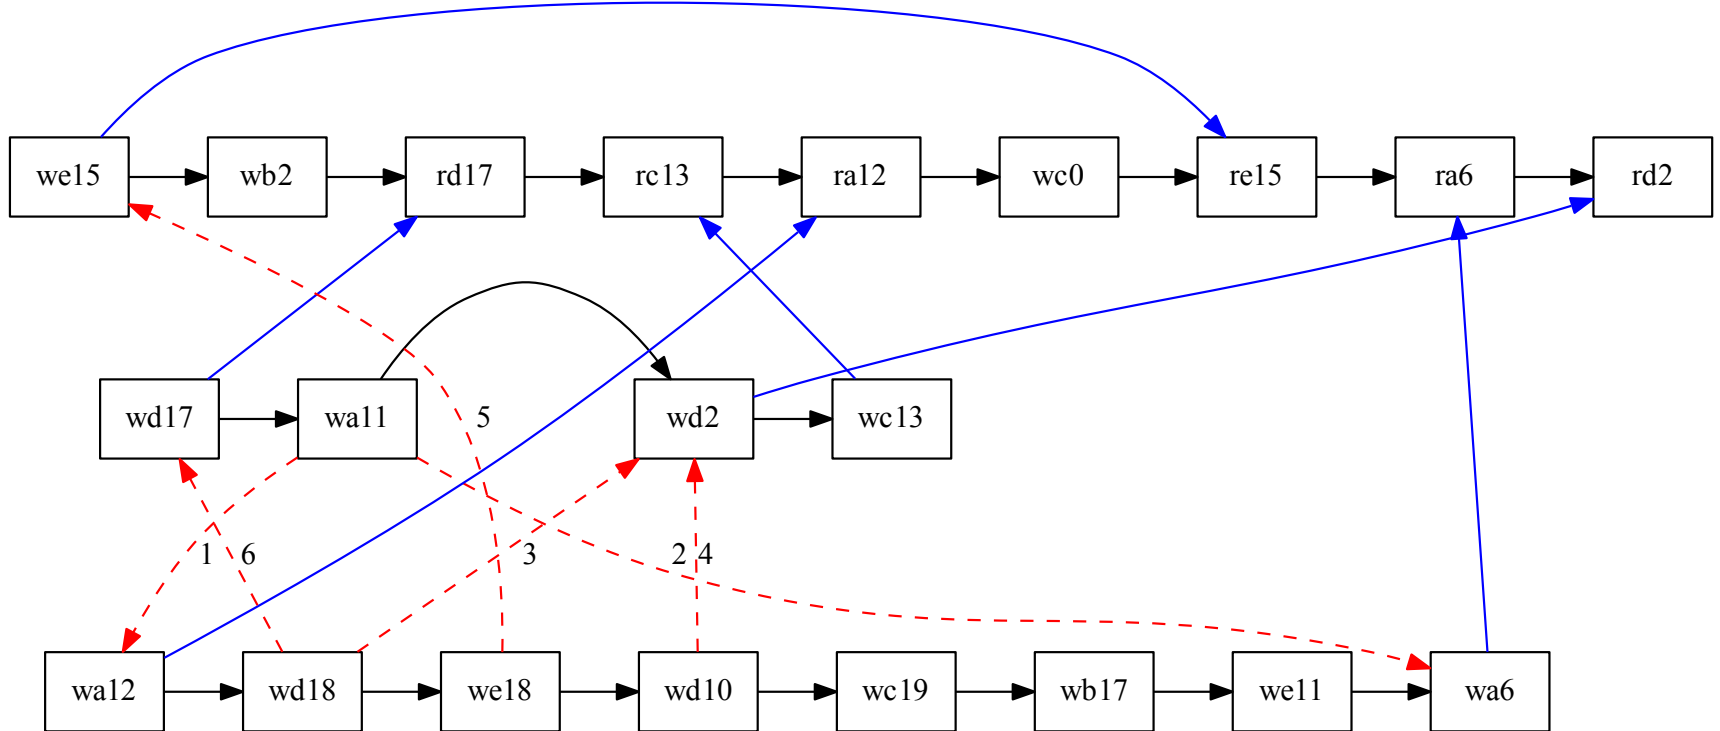 we15 wb2 rd17 rc13 ra12 wc0 re15 ra6 rd2
wd17 wa11 5 wd2 wc13
1 6 3 2 4
wa12 wd18 we18 wd10 wc19 wb17 we11 wa6